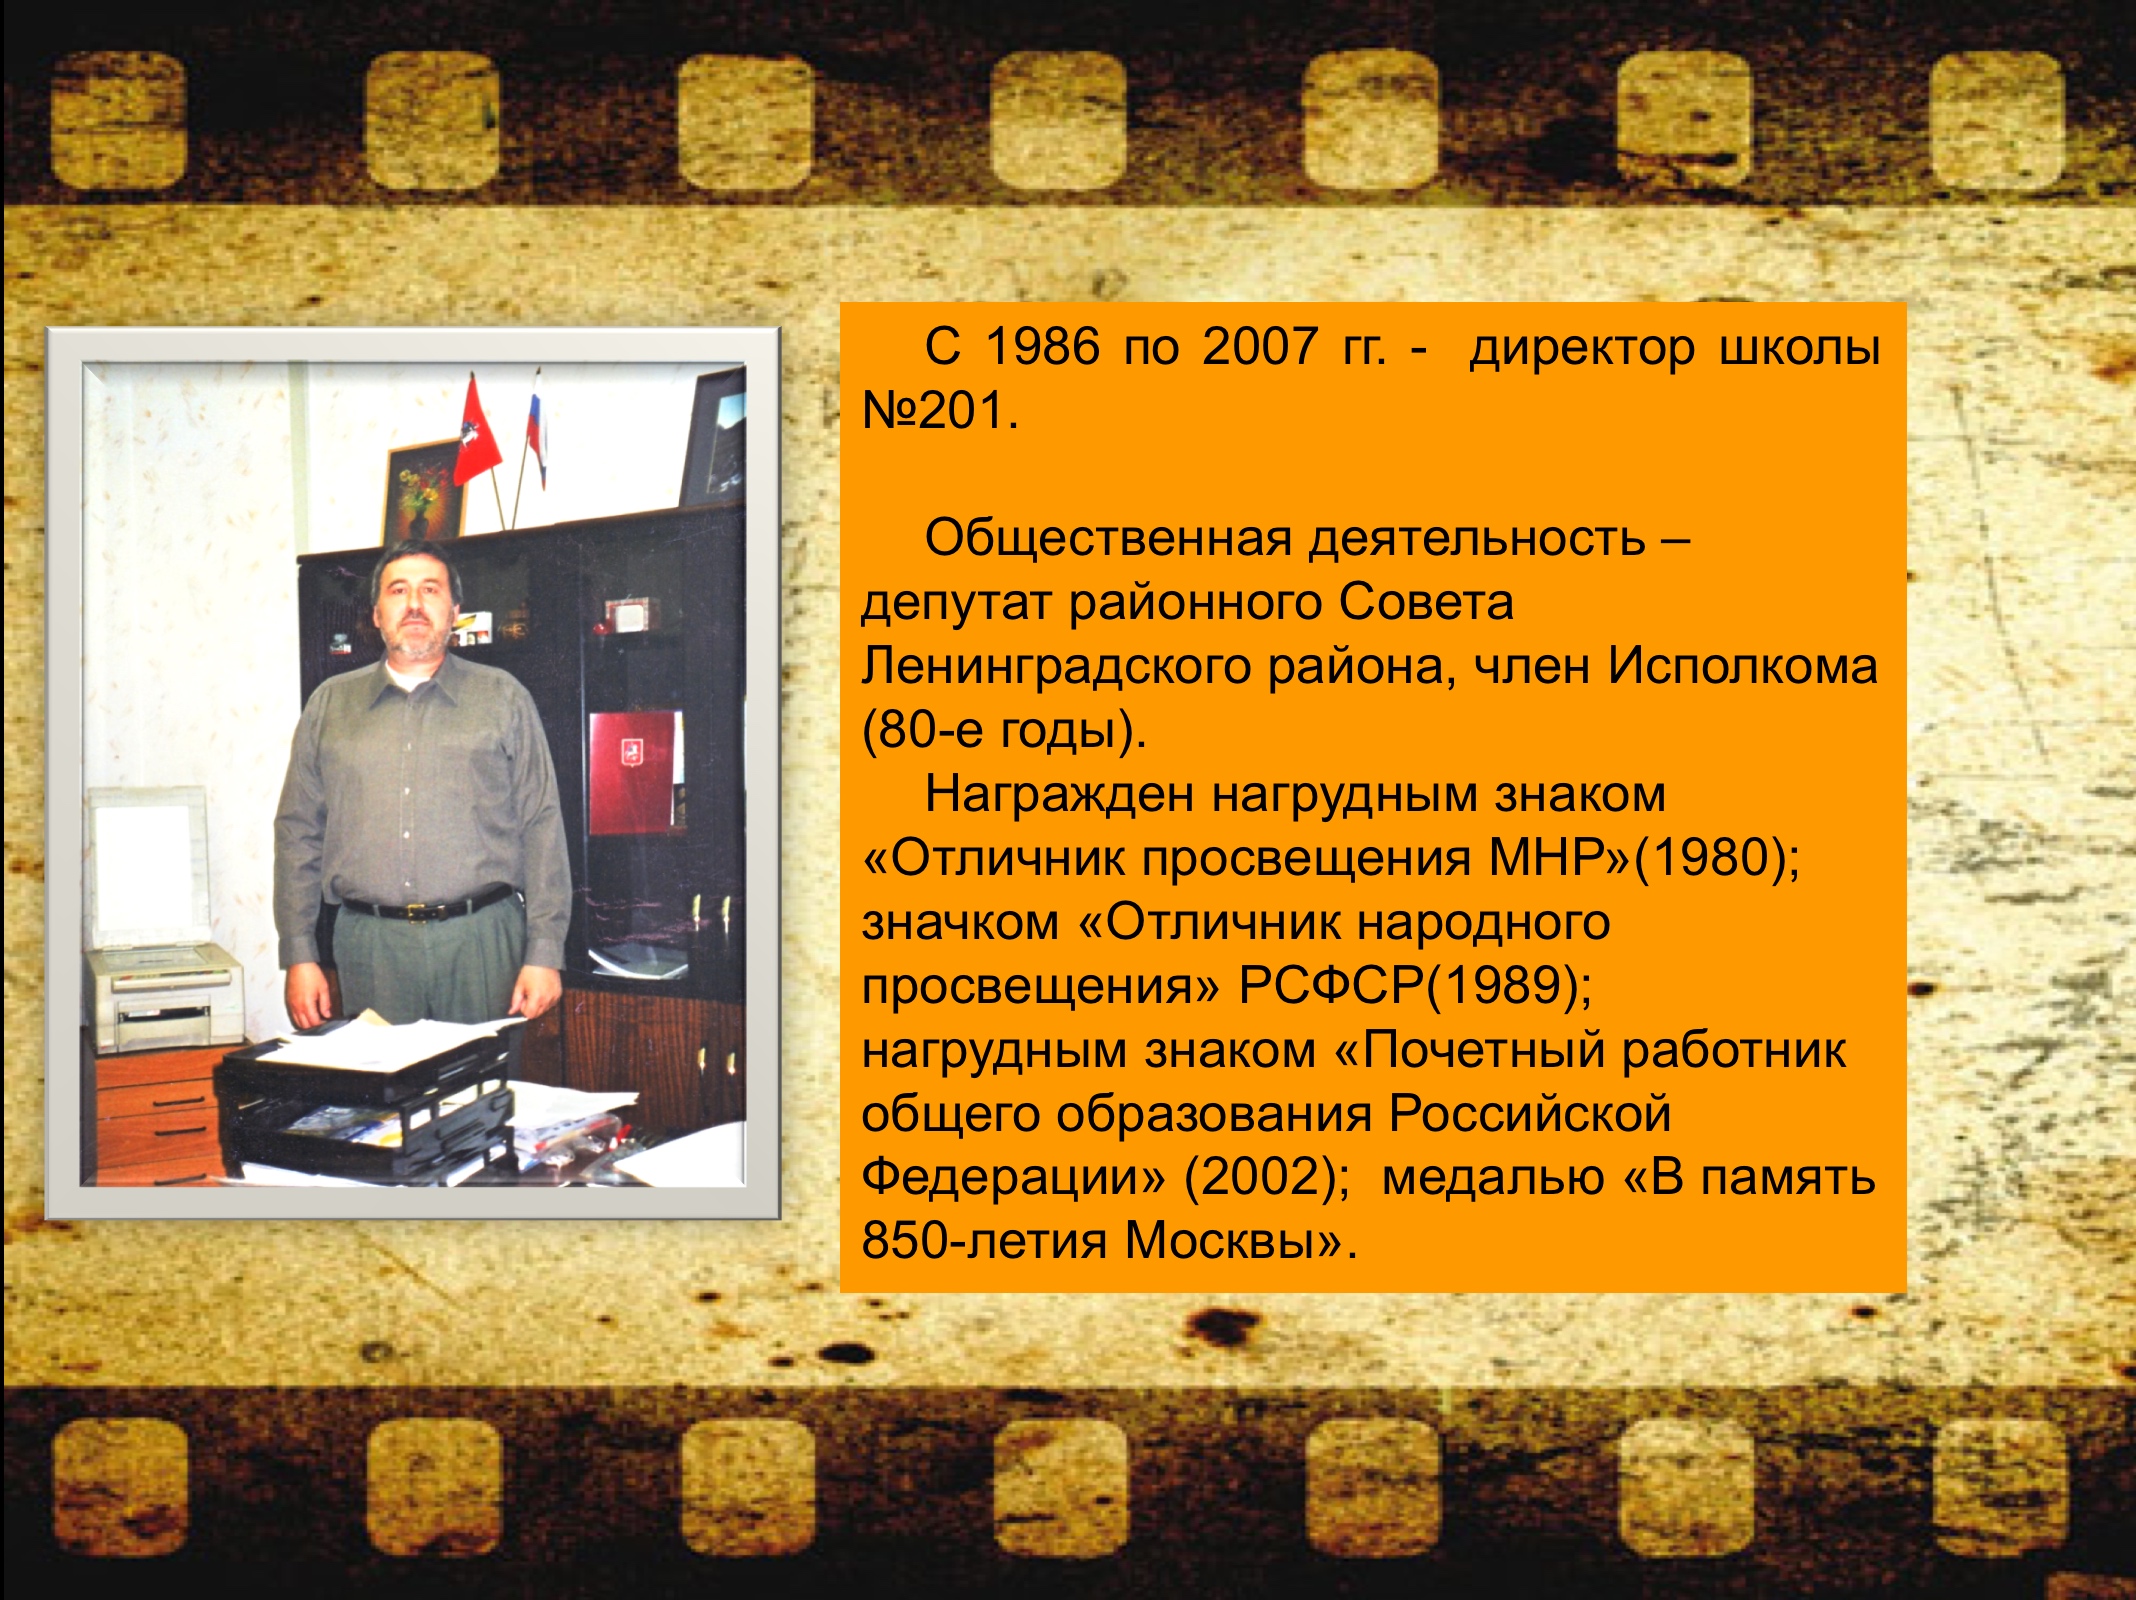 С 1986 по 2007 гг. - директор школы
№201.
Общественная деятельность –
депутат районного Совета
Ленинградского района, член Исполкома
(80-е годы).
Награжден нагрудным знаком
«Отличник просвещения МНР»(1980);
значком «Отличник народного
просвещения» РСФСР(1989);
нагрудным знаком «Почетный работник
общего образования Российской
Федерации» (2002); медалью «В память
850-летия Москвы».